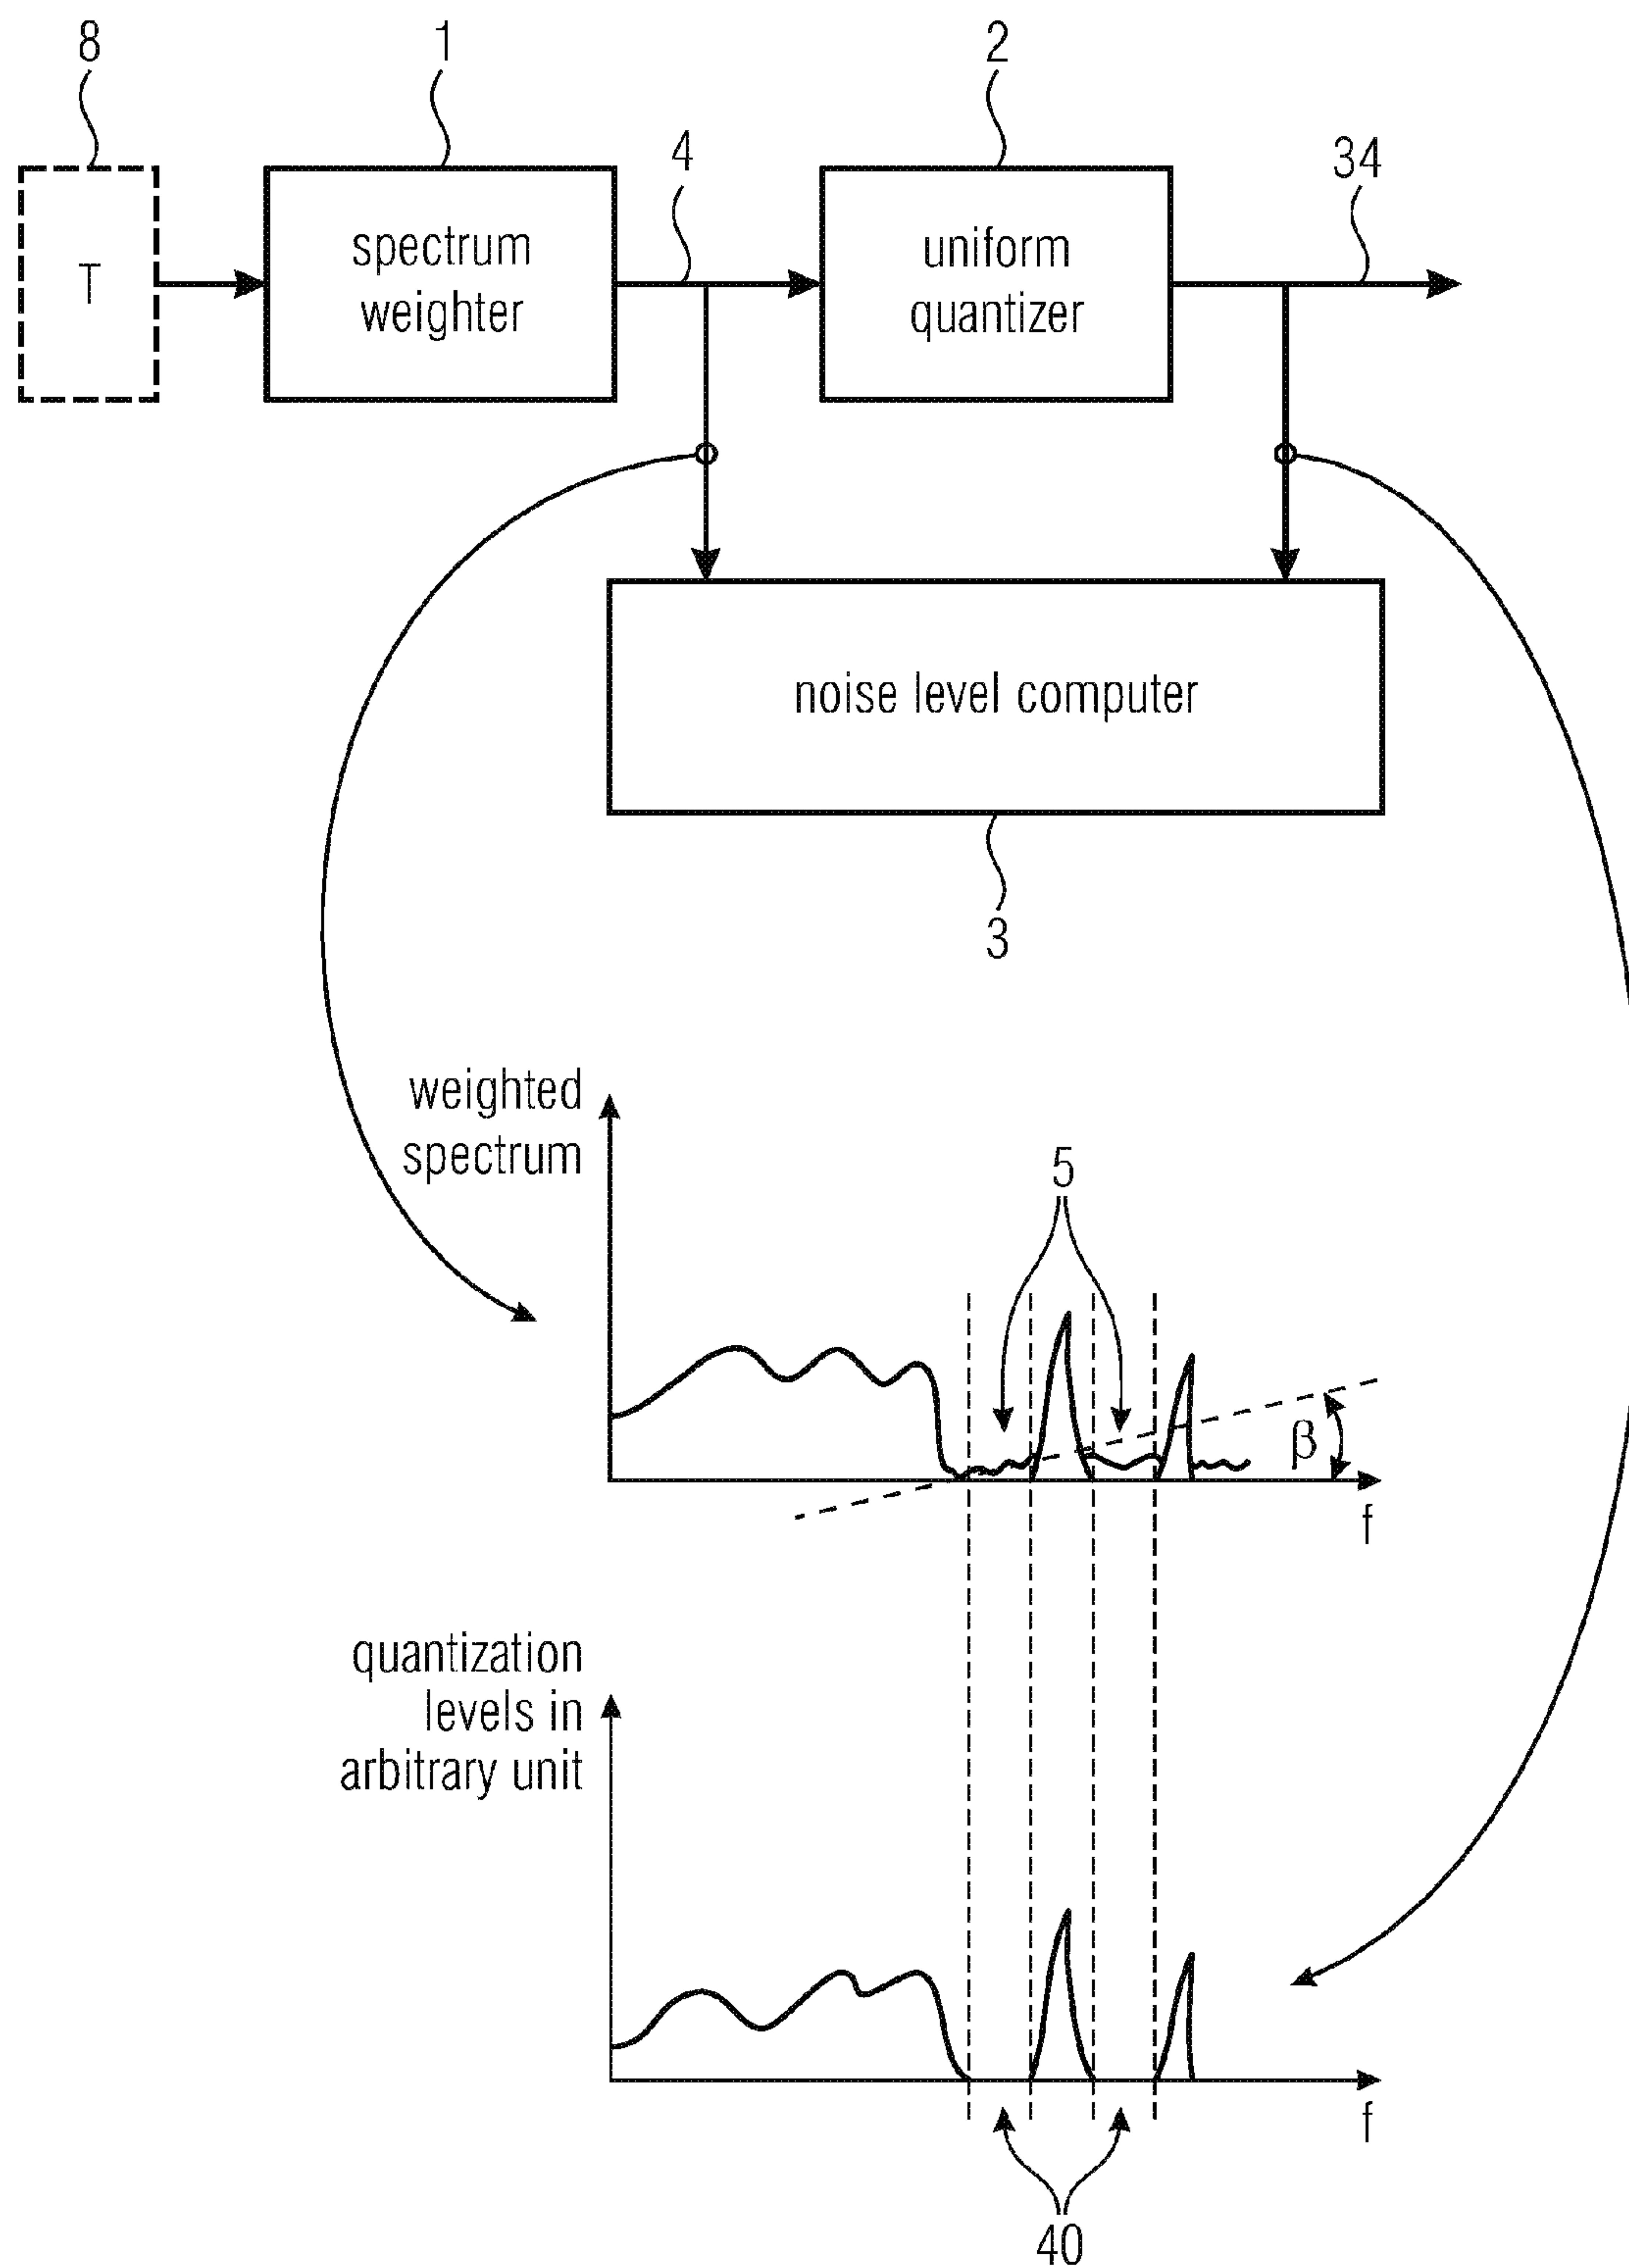 8
1
2
4
34
T
spectrum
weighter
uniform
quantizer
noise level computer
3
weighted
spectrum
5
β
f
quantization
levels in
arbitrary unit
f
40